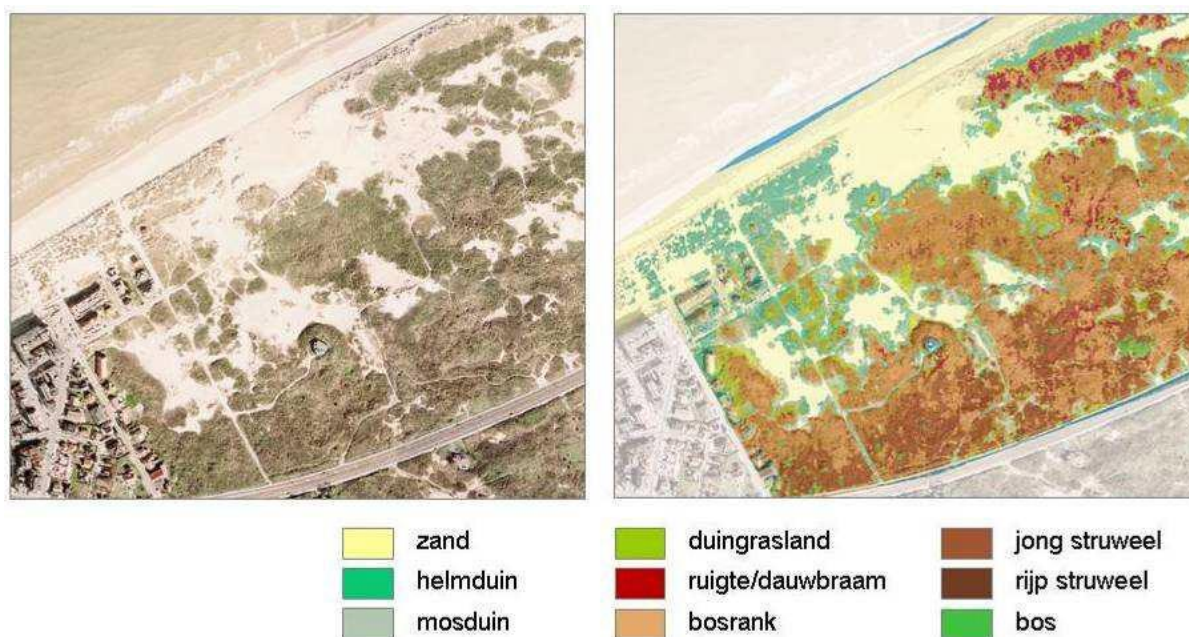 zand
helmduin
mosduin
duingrasland
ruigte/dauwbraam
bosrank
jong struweel
rijp struweel
bos